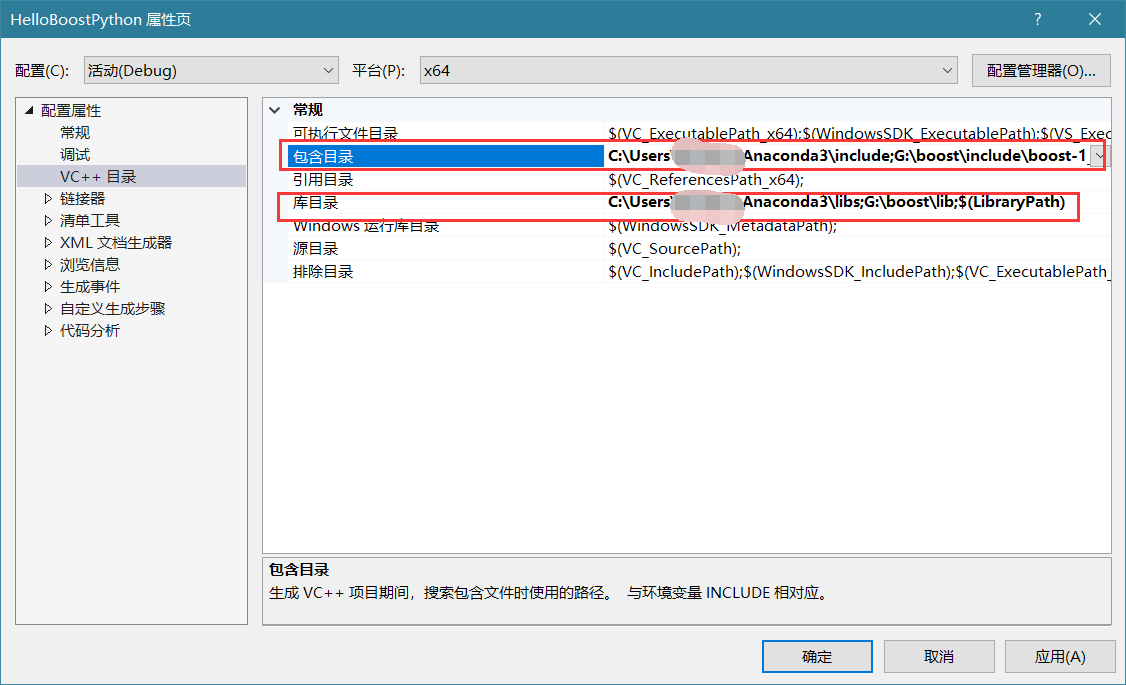 HelloBoostPython 属性页
配置(C): 活动(Debug) 平台(P): x64 配置管理器(O)...
配置属性
常规
调试
VC++ 目录
链接器
清单工具
XML 文档生成器
浏览信息
生成事件
自定义生成步骤
代码分析
常规
可执行文件目录 $(VC_ExecutablePath_x64);$(WindowsSDK_ExecutablePath);$(VS_Exec
包含目录 C:\Users\ Anaconda3\include;G:\boost\include\boost-1_
引用目录 $(VC_ReferencesPath_x64);
库目录 C:\Users\ Anaconda3\libs;G:\boost\lib;$(LibraryPath)
Windows 运行库目录 $(WindowsSDK_MetadataPath);
源目录 $(VC_SourcePath);
排除目录 $(VC_IncludePath);$(WindowsSDK_IncludePath);$(VC_ExecutablePath_
包含目录
生成 VC++ 项目期间，搜索包含文件时使用的路径。 与环境变量 INCLUDE 相对应。
确定 取消 应用(A)